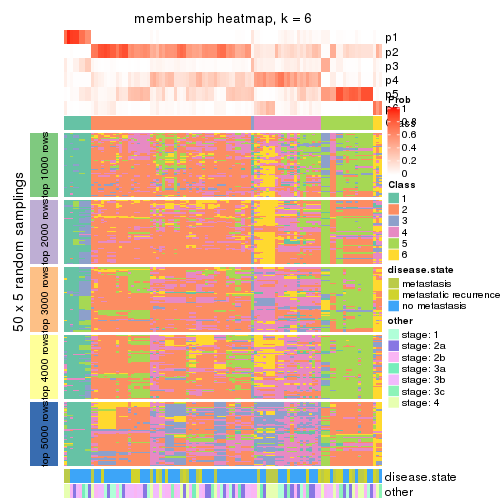 membership heatmap, k = 6
p1
p2
p3
p4
p5
Prob
1
0.8
0.6
0.4
0.2
0
Class
1
2
3
4
5
6
disease.state
metastasis
metastatic recurrence
no metastasis
other
stage: 1
stage: 2a
stage: 2b
stage: 3a
stage: 3b
stage: 3c
stage: 4
50 x 5 random samplings
top 1000 rows
top 2000 rows
top 3000 rows
top 4000 rows
top 5000 rows
disease.state
other